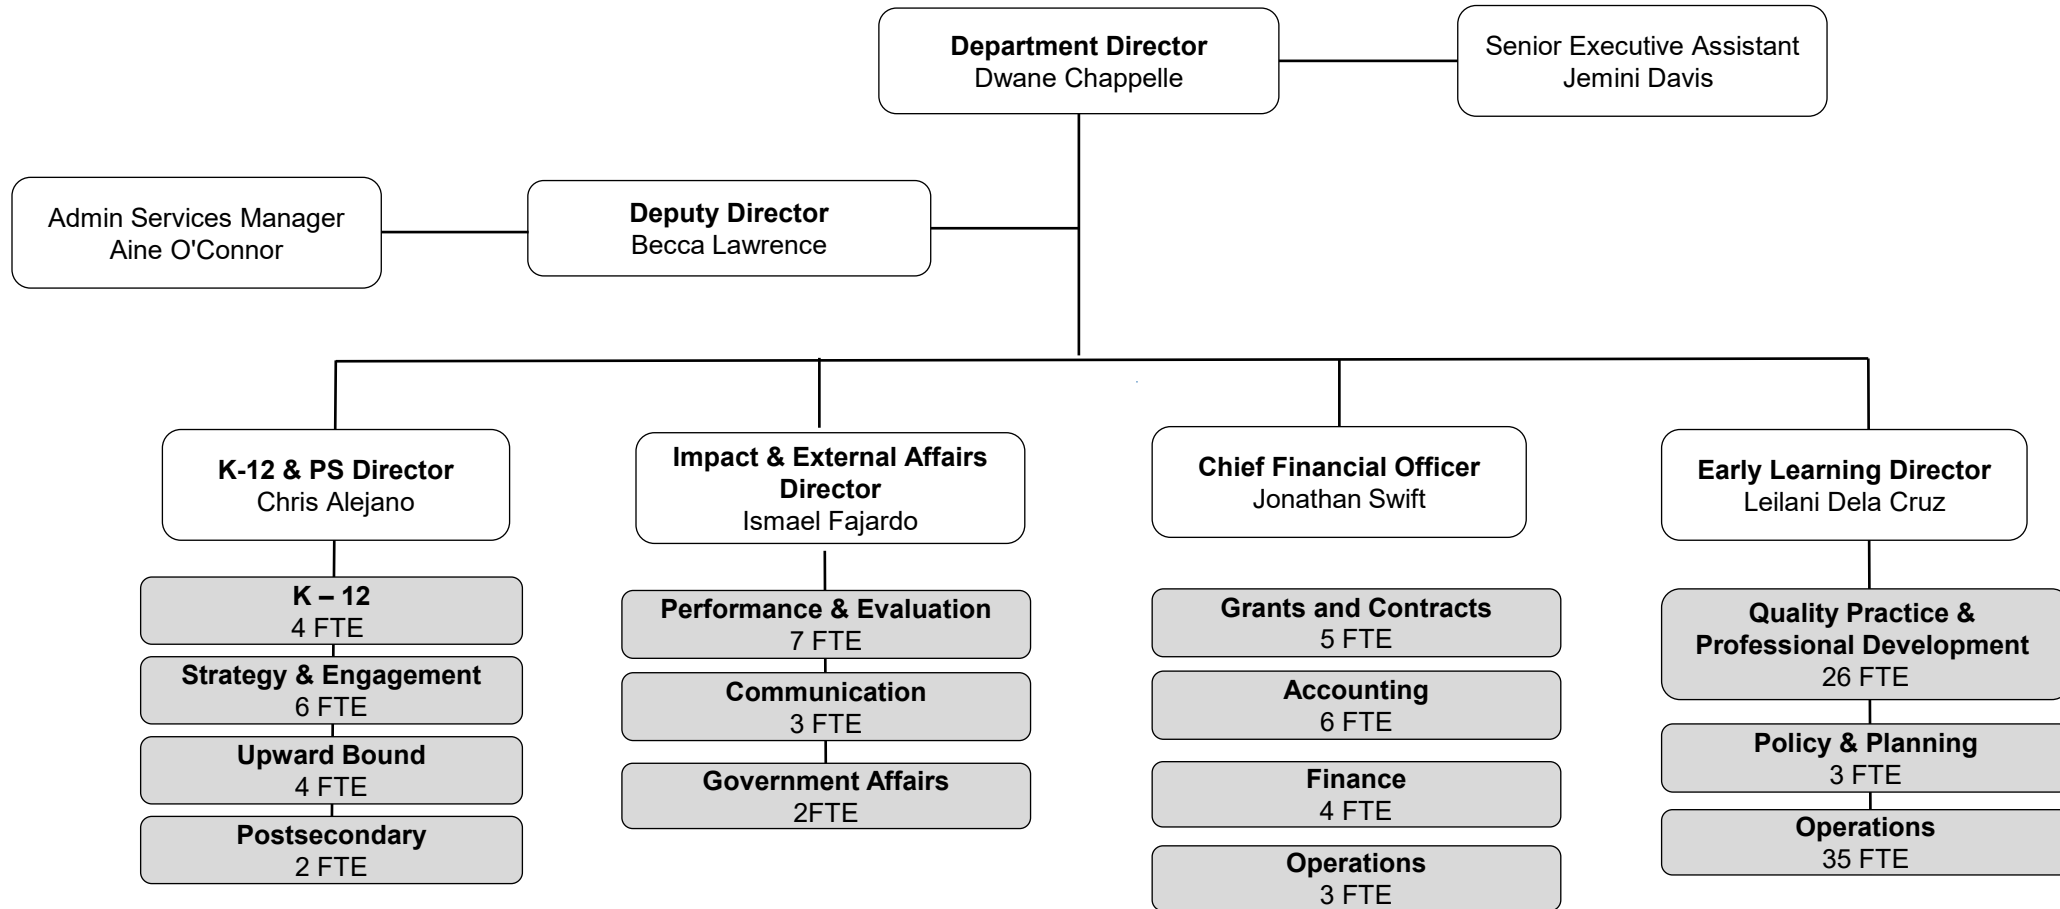 Department Director
Dwane Chappelle
Senior Executive Assistant
Jemini Davis
Admin Services Manager
Aine O'Connor
Deputy Director
Becca Lawrence
K-12 & PS Director
Chris Alejano
Impact & External Affairs
Director
Ismael Fajardo
Chief Financial Officer
Jonathan Swift
Early Learning Director
Leilani Dela Cruz
K – 12
4 FTE
Strategy & Engagement
6 FTE
Upward Bound
4 FTE
Postsecondary
2 FTE
Performance & Evaluation
7 FTE
Communication
3 FTE
Government Affairs
2FTE
Grants and Contracts
5 FTE
Accounting
6 FTE
Finance
4 FTE
Operations
3 FTE
Quality Practice &
Professional Development
26 FTE
Policy & Planning
3 FTE
Operations
35 FTE